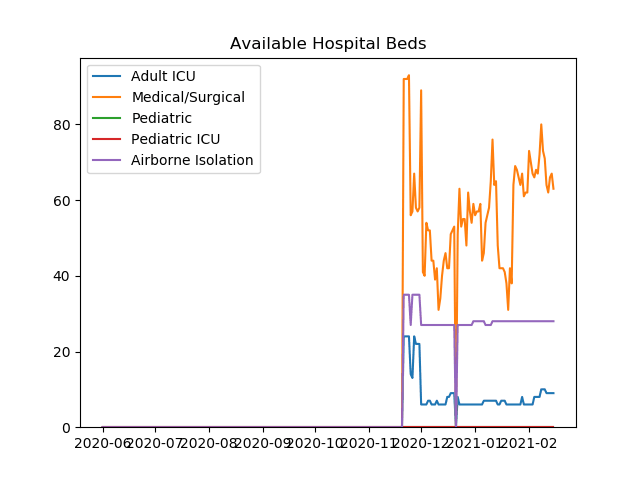 Available Hospital Beds
Adult ICU
Medical/Surgical
Pediatric
Pediatric ICU
Airborne Isolation
80
60
40
20
0
2020-06 2020-07 2020-08 2020-09 2020-10 2020-11 2020-12 2021-01 2021-02